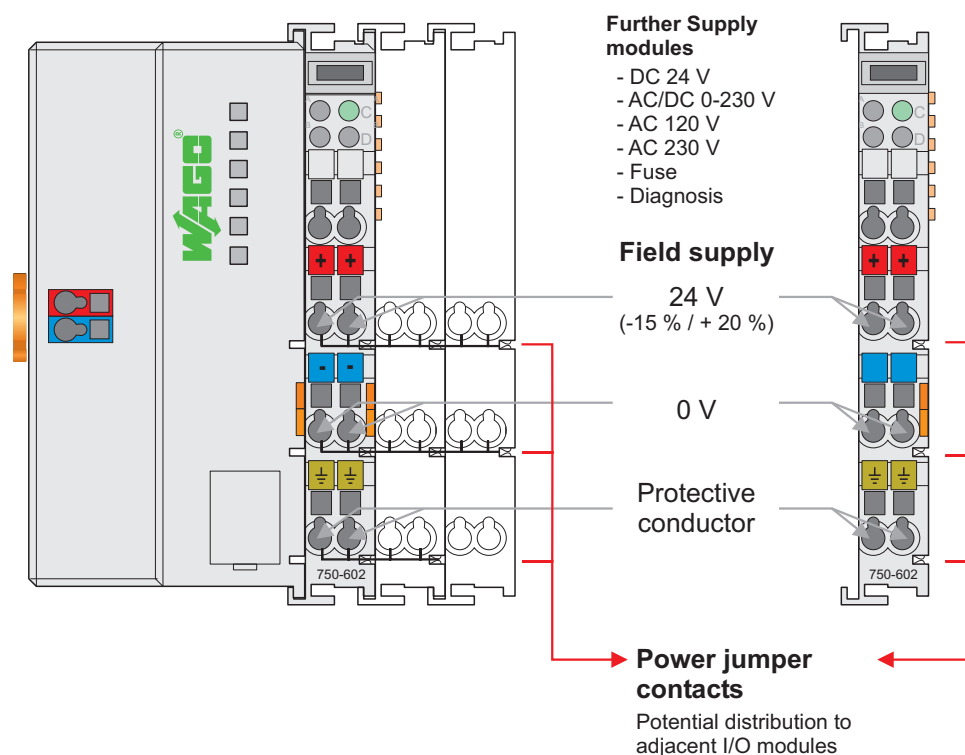 WAGO
®
A
C
B
D
+
+
-
-
750-602
Further Supply
modules
- DC 24 V
- AC/DC 0-230 V
- AC 120 V
- AC 230 V
- Fuse
- Diagnosis
Field supply
24 V
(-15 % / + 20 %)
0 V
Protective
conductor
Power jumper
contacts
Potential distribution to
adjacent I/O modules
A
C
B
D
+
+
750-602